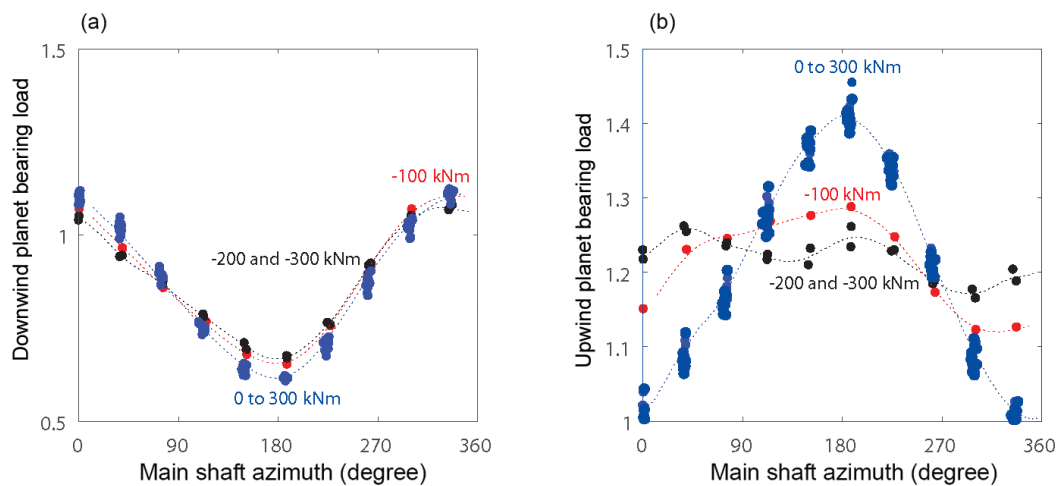 (a)
1.5
1
0.5
0
90
180
270
360
Downwind planet bearing load
Main shaft azimuth (degree)
-100 kNm
-200 and -300 kNm
0 to 300 kNm
(b)
1.5
1.4
1.3
1.2
1.1
1
0
90
180
270
360
Upwind planet bearing load
Main shaft azimuth (degree)
0 to 300 kNm
-100 kNm
-200 and -300 kNm